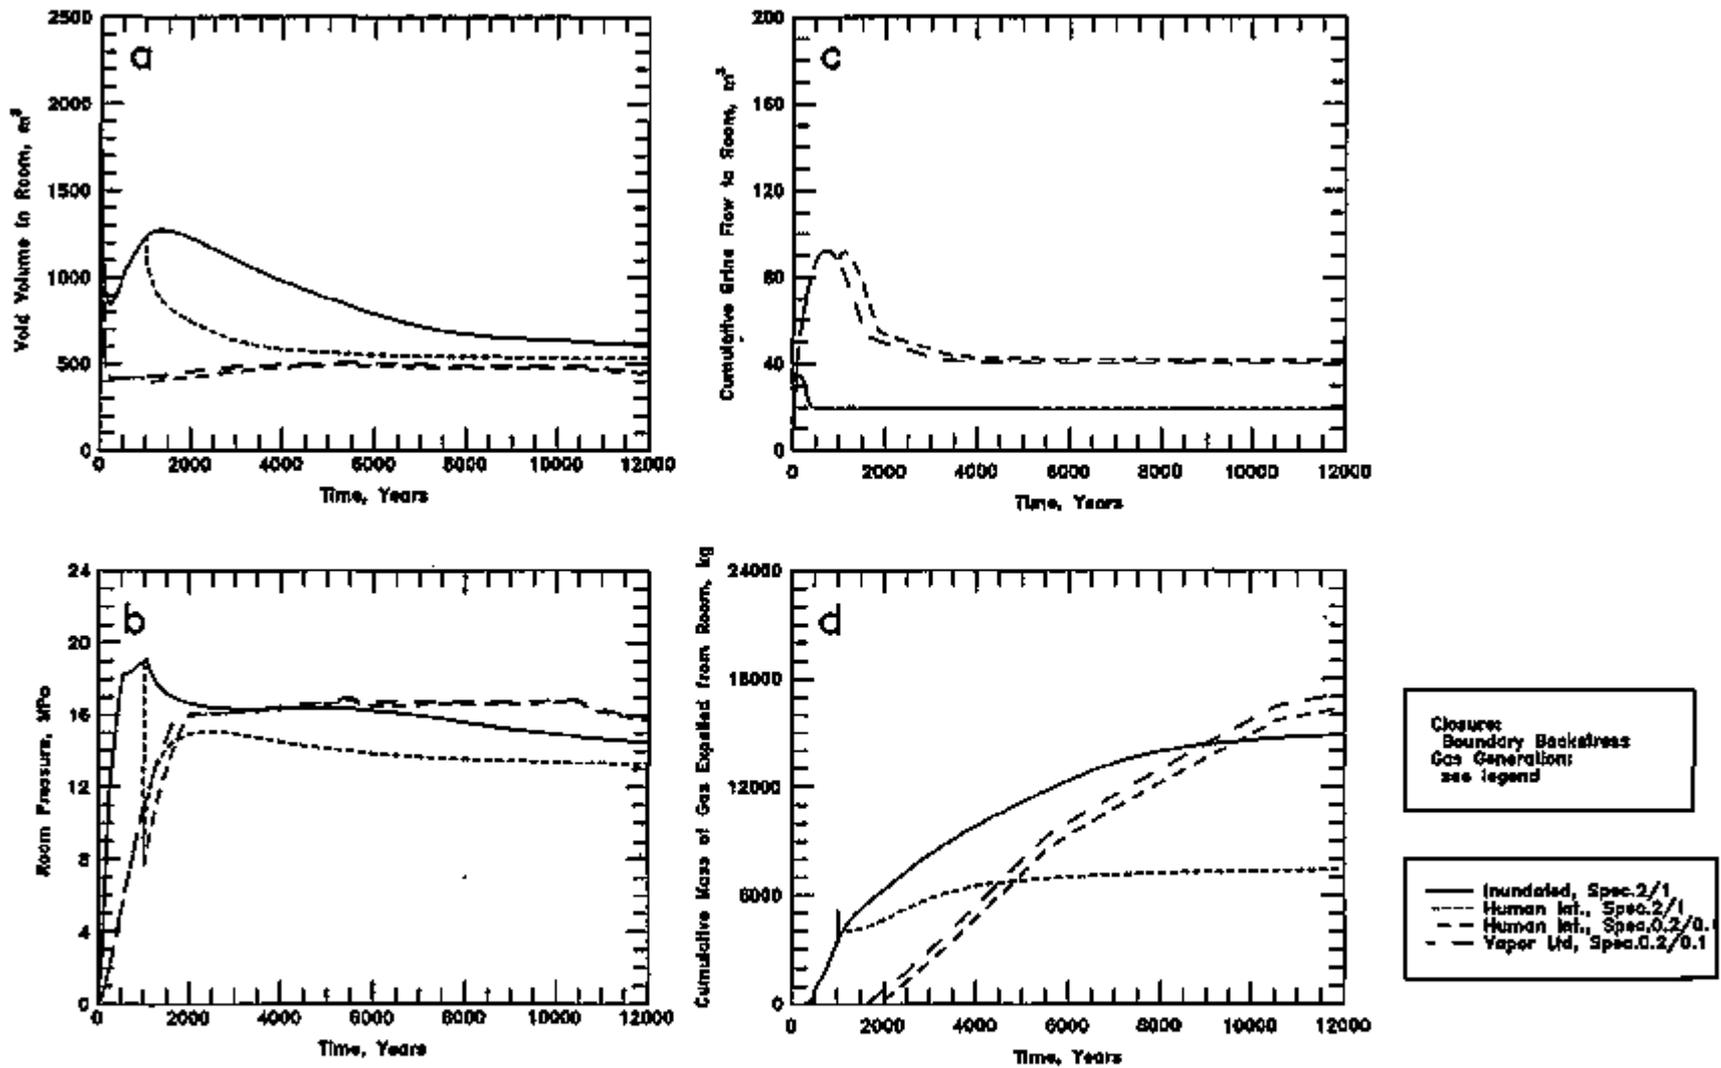 a
2500
2000
1500
1000
500
0
Void Volume in Room, m³
0 2000 4000 6000 8000 10000 12000
Time, Years
c
200
160
120
80
40
0
Cumulative Brine Flow to Room, m³
0 2000 4000 6000 8000 10000 12000
Time, Years
b
24
20
16
12
8
4
0
Room Pressure, MPa
0 2000 4000 6000 8000 10000 12000
Time, Years
d
24000
18000
12000
6000
0
Cumulative Mass of Gas Expelled from Room, kg
0 2000 4000 6000 8000 10000 12000
Time, Years
Closure:
Boundary Backstress
Gas Generation:
see legend
Inundated, Spec.2/1
Human Int., Spec.2/1
Human Int., Spec.0.2/0.1
Vapor Ltd, Spec.0.2/0.1